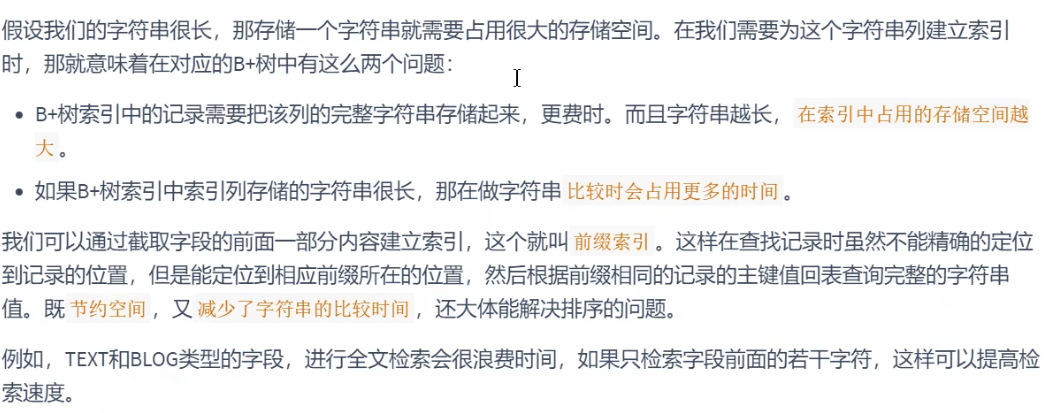 假设我们的字符串很长，那存储一个字符串就需要占用很大的存储空间。在我们需要为这个字符串列建立索引
时，那就意味着在对应的B+树中有这么两个问题：
• B+树索引中的记录需要把该列的完整字符串存储起来，更费时。而且字符串越长，在索引中占用的存储空间越
大。
• 如果B+树索引中索引列存储的字符串很长，那在做字符串比较时会占用更多的时间。
我们可以通过截取字段的前面一部分内容建立索引，这个就叫前缀索引。这样在查找记录时虽然不能精确的定位
到记录的位置，但是能定位到相应前缀所在的位置，然后根据前缀相同的记录的主键值回表查询完整的字符串
值。既节约空间，又减少了字符串的比较时间，还大体能解决排序的问题。
例如，TEXT和BLOG类型的字段，进行全文检索会很浪费时间，如果只检索字段前面的若干字符，这样可以提高检
索速度。